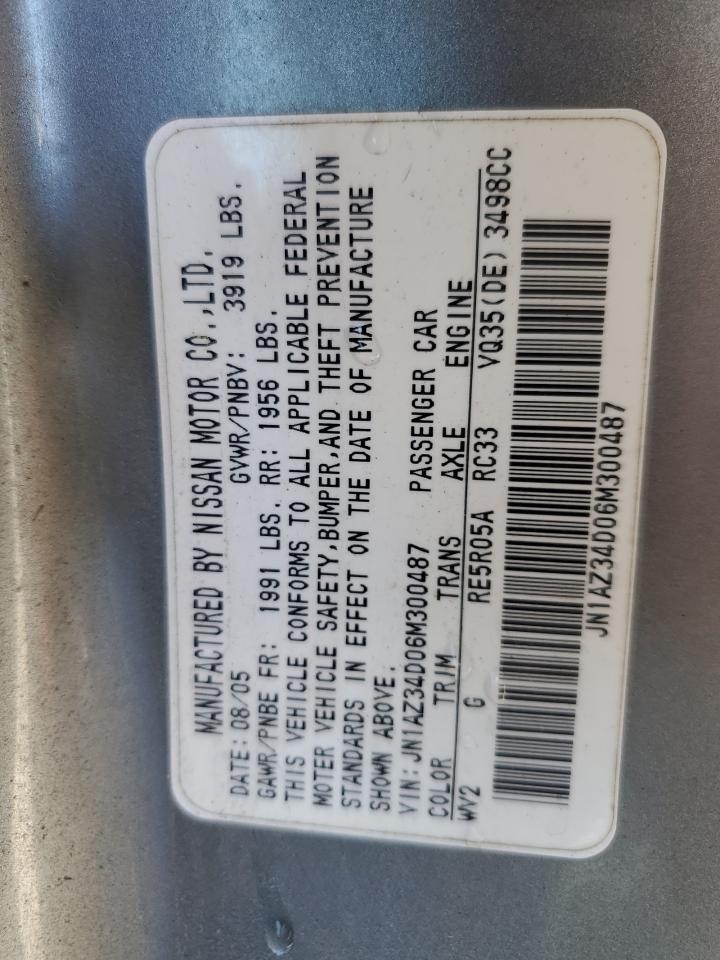 MANUFACTURED BY NISSAN MOTOR CO.,LTD.
DATE: 08/05 GVWR/PNBV: 3919 LBS.
GAWR/PNBE FR: 1991 LBS. RR: 1956 LBS.
THIS VEHICLE CONFORMS TO ALL APPLICABLE FEDERAL
MOTER VEHICLE SAFETY,BUMPER,AND THEFT PREVENTION
STANDARDS IN EFFECT ON THE DATE OF MANUFACTURE
SHOWN ABOVE.
VIN: JN1AZ34D06M300487 PASSENGER CAR
COLOR TRIM TRANS AXLE ENGINE
WV2 G RE5R05A RC33 VQ35(DE) 3498CC
JN1AZ34D06M300487